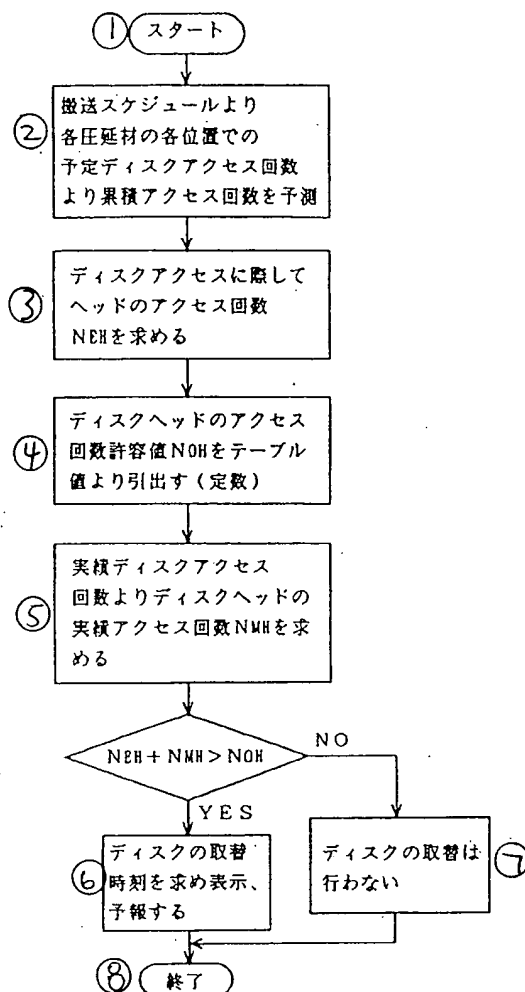 ① スタート
搬送スケジュールより
② 各圧延材の各位置での
予定ディスクアクセス回数
より累積アクセス回数を予測
ディスクアクセスに際して
③ ヘッドのアクセス回数
NEHを求める
ディスクヘッドのアクセス
④ 回数許容値NOHをテーブル
値より引出す(定数)
実績ディスクアクセス
⑤ 回数よりディスクヘッドの
実績アクセス回数NMHを求
める
NEH+NMH>NOH
NO
YES
ディスクの取替
⑥ 時刻を求め表示、
予報する
ディスクの取替は ⑦
行わない
⑧ 終了